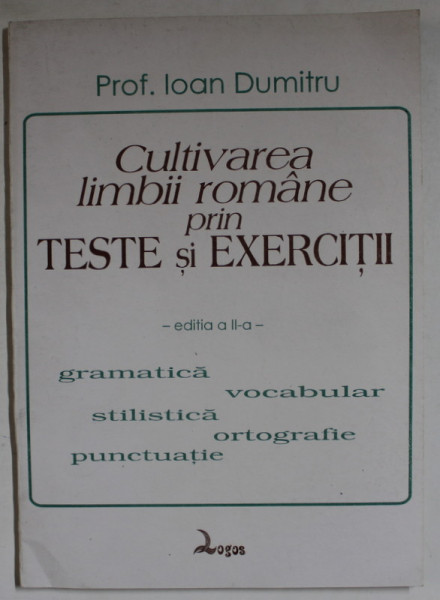 Prof. Ioan Dumitru
Cultivarea
limbii române
prin
TESTE și EXERCIȚII
– editia a II-a –
gramatică
vocabular
stilistică
ortografie
punctuație
Logos